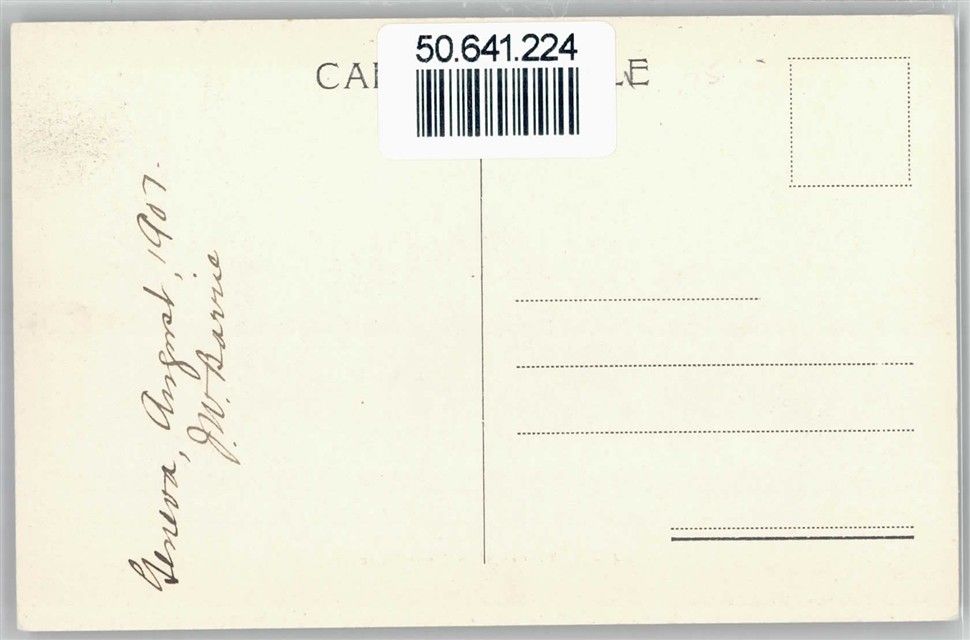 50.641.224
CA LE
Geneva, August, 1907.
J.W. Barrie